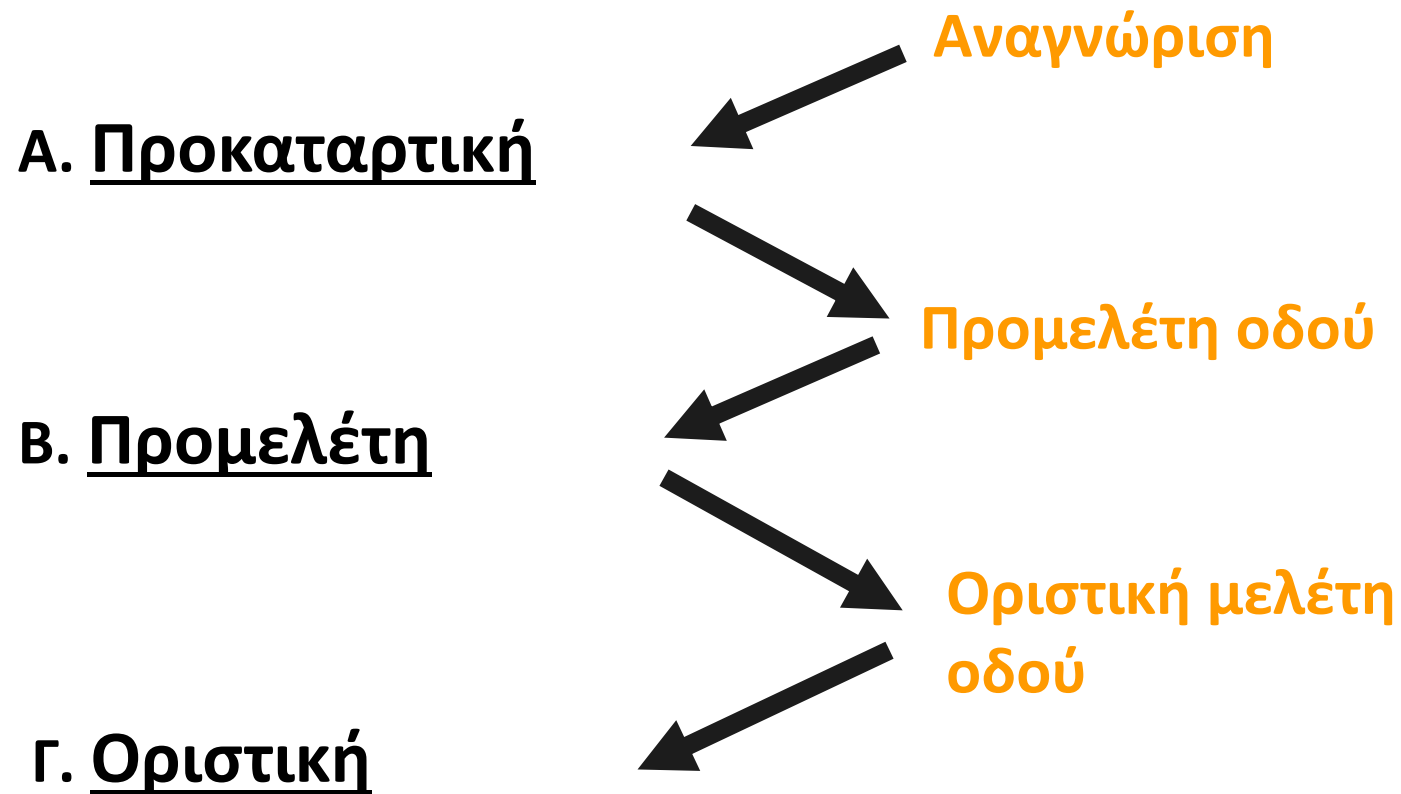 Αναγνώριση
Α. Προκαταρτική
Προμελέτη οδού
Β. Προμελέτη
Οριστική μελέτη
οδού
Γ. Οριστική